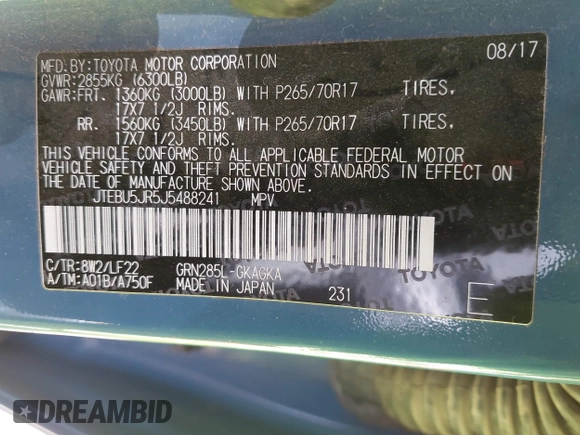 MFD.BY:TOYOTA MOTOR CORPORATION 08/17
GVWR:2855KG (6300LB)
GAWR:FRT. 1360KG (3000LB) WITH P265/70R17 TIRES,
17X7 1/2J RIMS.
RR. 1560KG (3450LB) WITH P265/70R17 TIRES,
17X7 1/2J RIMS.
THIS VEHICLE CONFORMS TO ALL APPLICABLE FEDERAL MOTOR
VEHICLE SAFETY AND THEFT PREVENTION STANDARDS IN EFFECT ON
THE DATE OF MANUFACTURE SHOWN ABOVE.
JTEBU5JR5J5488241 MPV
C/TR:8W2/LF22 GRN285L-GKAGKA
A/TM:A01B/A750F MADE IN JAPAN 231 E
TOYOTA
DREAMBID